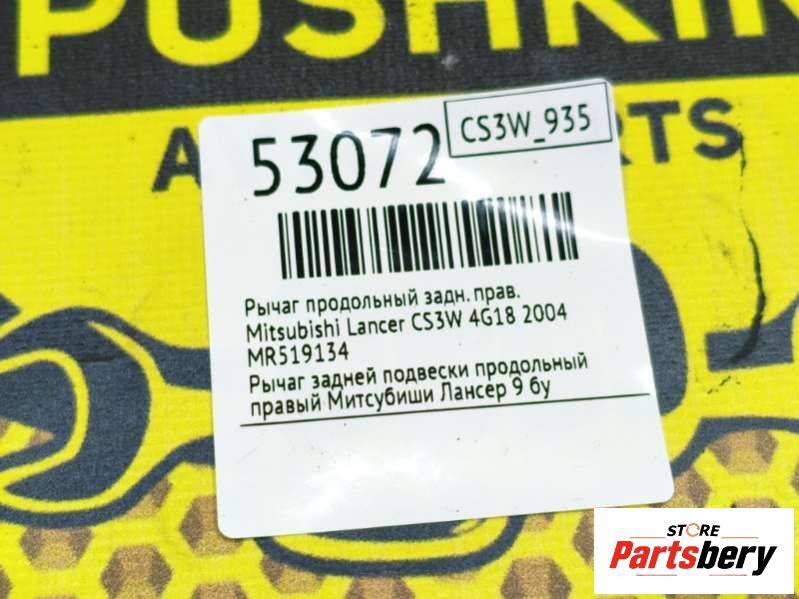 PUSHKIN
53072
CS3W_935
Рычаг продольный задн. прав.
Mitsubishi Lancer CS3W 4G18 2004
MR519134
Рычаг задней подвески продольный
правый Митсубиши Лансер 9 бу
STORE
Partsbery